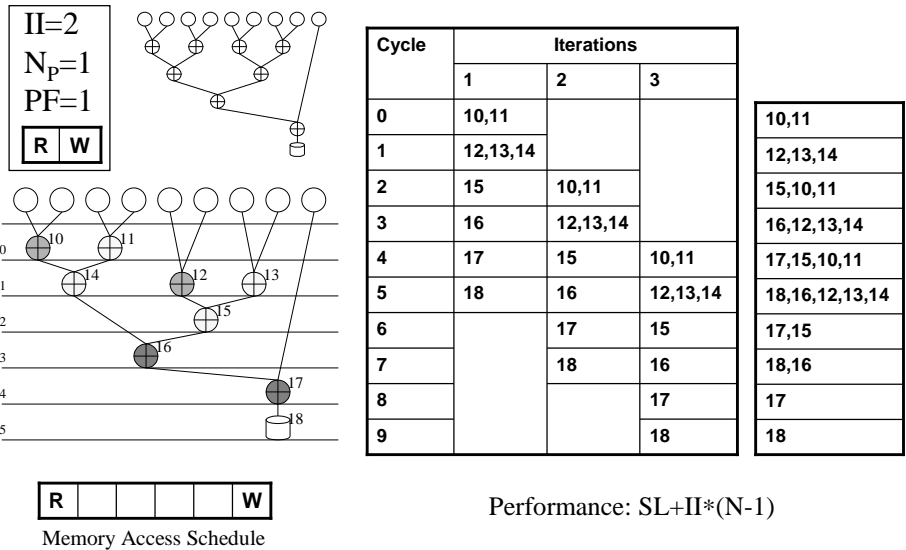 II=2
NP=1
PF=1
R W
Cycle Iterations
1 2 3
0 10,11
1 12,13,14
2 15 10,11
3 16 12,13,14
4 17 15 10,11
5 18 16 12,13,14
6 17 15
7 18 16
8 17
9 18
10,11
12,13,14
15,10,11
16,12,13,14
17,15,10,11
18,16,12,13,14
17,15
18,16
17
18
0 10 11
1 14 12 13
2 15
3 16
4 17
5 18
R W
Memory Access Schedule
Performance: SL+II*(N-1)